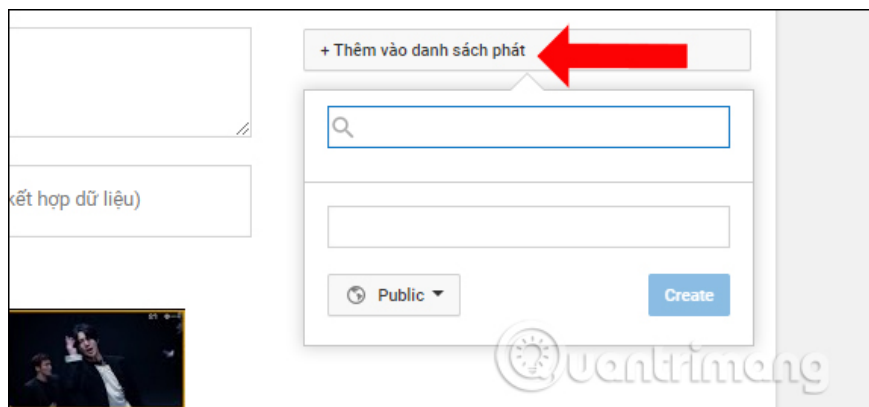 + Thêm vào danh sách phát
kết hợp dữ liệu)
Public
Create
Quantrimang